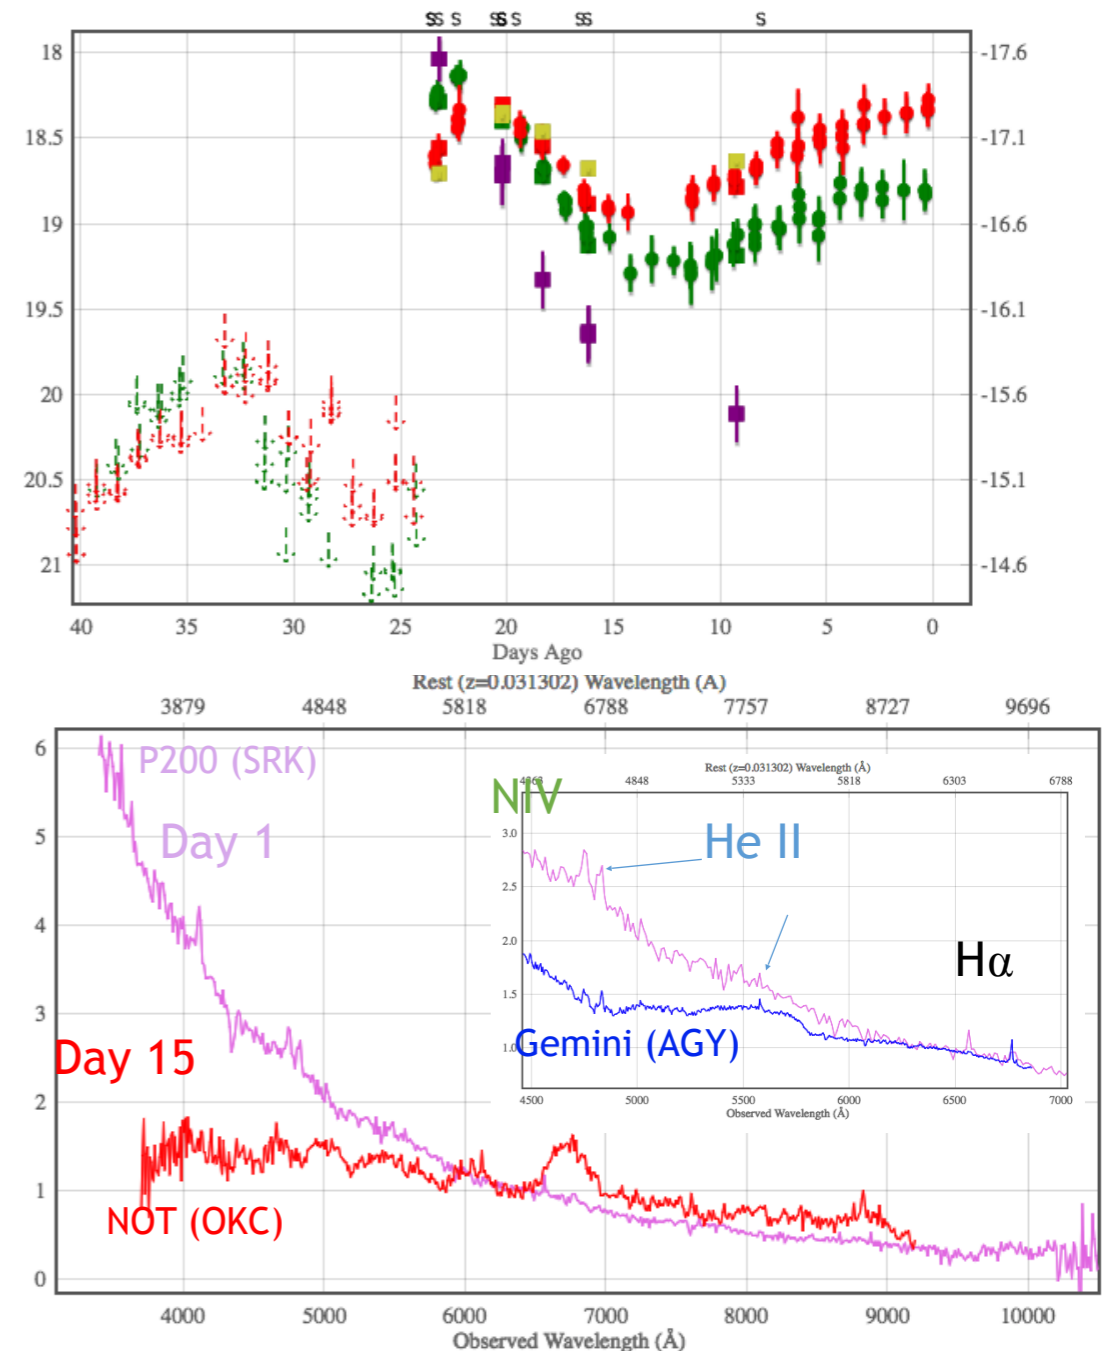 S S S SS S SS S
18 -17.6
18.5 -17.1
19 -16.6
19.5 -16.1
20 -15.6
20.5 -15.1
21 -14.6
40 35 30 25 20 15 10 5 0
Days Ago
Rest (z=0.031302) Wavelength (A)
3879 4848 5818 6788 7757 8727 9696
6
5
4
3
2
1
0
P200 (SRK)
Day 1
Day 15
NOT (OKC)
Rest (z=0.031302) Wavelength (Å)
4363 4848 5333 5818 6303 6788
NIV
He II
Hα
Gemini (AGY)
3.0
2.5
2.0
1.5
1.0
4500 5000 5500 6000 6500 7000
Observed Wavelength (Å)
4000 5000 6000 7000 8000 9000 10000
Observed Wavelength (Å)